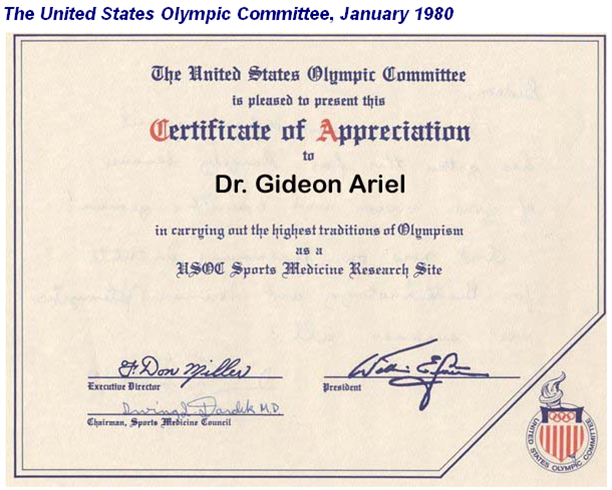 The United States Olympic Committee, January 1980
The United States Olympic Committee
is pleased to present this
Certificate of Appreciation
to
Dr. Gideon Ariel
in carrying out the highest traditions of Olympism
as a
USOC Sports Medicine Research Site
F. Don Miller
Executive Director
President
Irving I. Dardik M.D.
Chairman, Sports Medicine Council
UNITED STATES OLYMPIC COMMITTEE